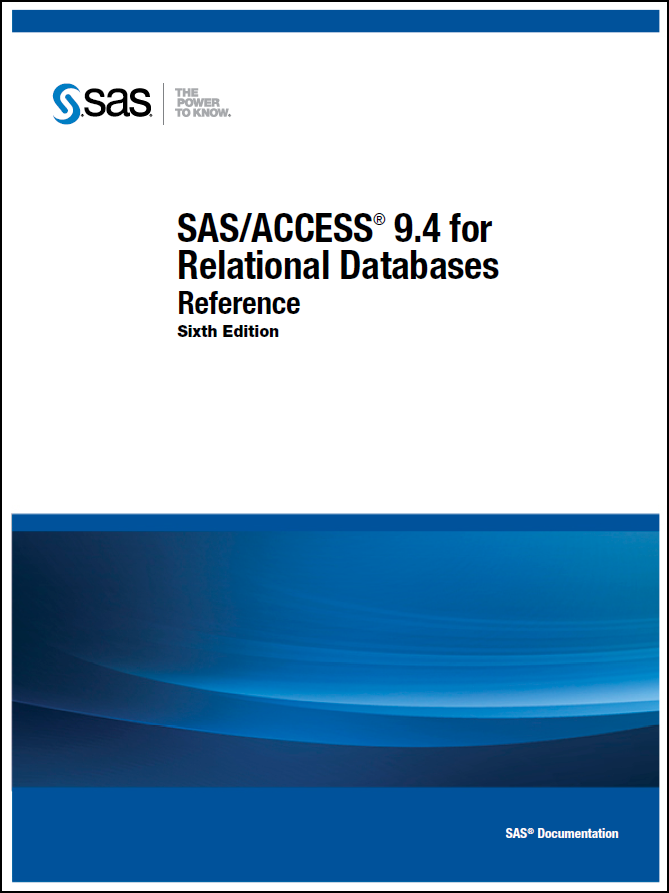 sas
THE
POWER
TO KNOW.
SAS/ACCESS® 9.4 for
Relational Databases
Reference
Sixth Edition
SAS® Documentation